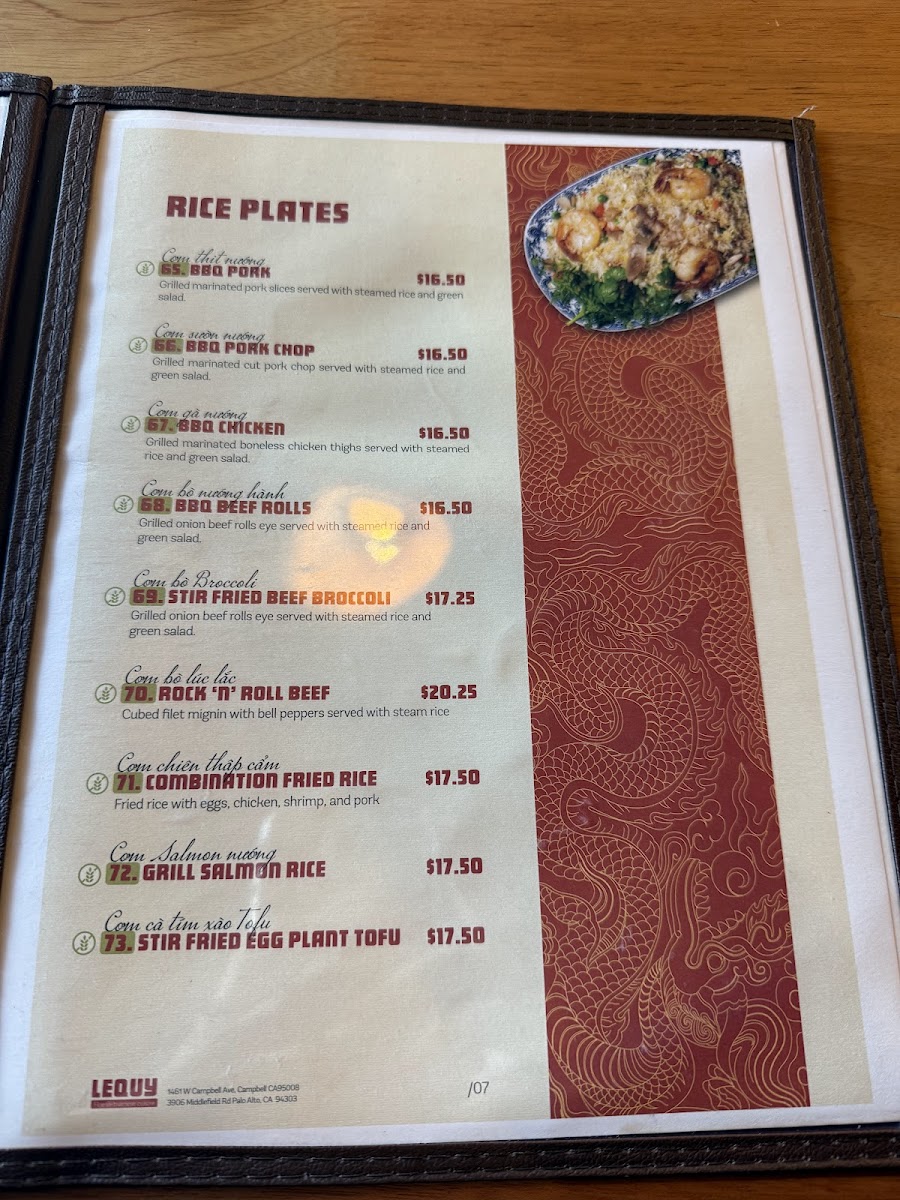 RICE PLATES
Cơm thịt nướng
65. BBQ PORK $16.50
Grilled marinated pork slices served with steamed rice and green
salad.
Cơm sườn nướng
66. BBQ PORK CHOP $16.50
Grilled marinated cut pork chop served with steamed rice and
green salad.
Cơm gà nướng
67. BBQ CHICKEN $16.50
Grilled marinated boneless chicken thighs served with steamed
rice and green salad.
Cơm bò nướng hành
68. BBQ BEEF ROLLS $16.50
Grilled onion beef rolls eye served with steamed rice and
green salad.
Cơm bò Broccoli
69. STIR FRIED BEEF BROCCOLI $17.25
Grilled onion beef rolls eye served with steamed rice and
green salad.
Cơm bò lúc lắc
70. ROCK ‘N’ ROLL BEEF $20.25
Cubed filet mignin with bell peppers served with steam rice
Cơm chiên thập cẩm
71. COMBINATION FRIED RICE $17.50
Fried rice with eggs, chicken, shrimp, and pork
Cơm Salmon nướng
72. GRILL SALMON RICE $17.50
Cơm cà tím xào Tofu
73. STIR FRIED EGG PLANT TOFU $17.50
LEQUY
1461 W Campbell Ave, Campbell CA95008
3906 Middlefield Rd Palo Alto, CA 94303
/07